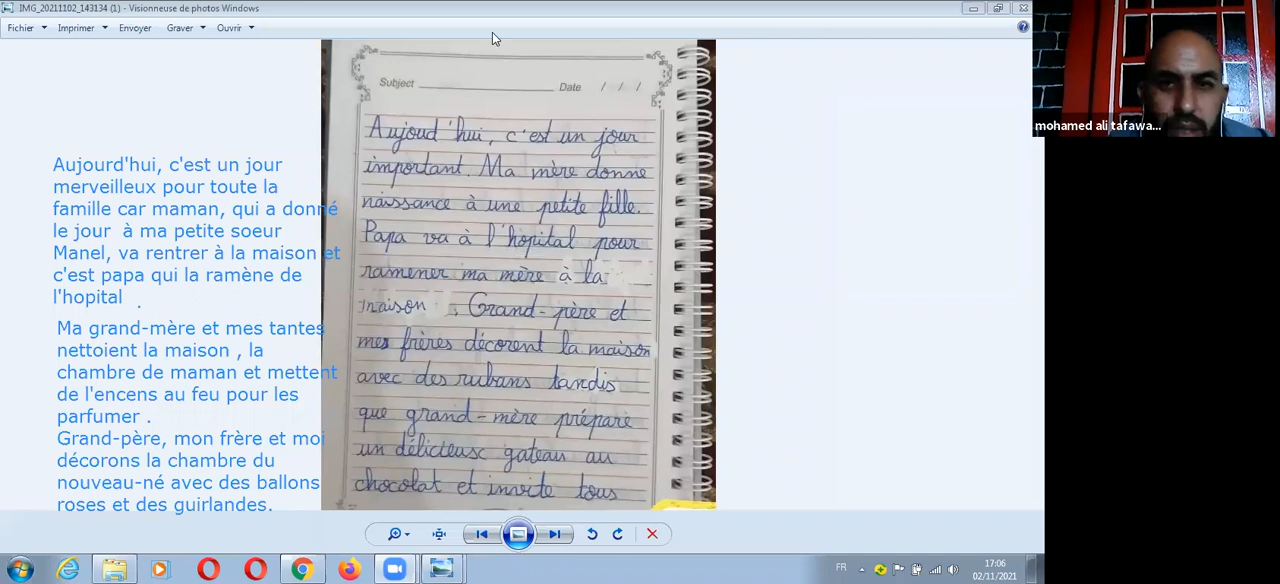 IMG_20211102_143134 (1) - Visionneuse de photos Windows
Fichier Imprimer Envoyer Graver Ouvrir
mohamed ali tafawa...
Aujourd'hui, c'est un jour
merveilleux pour toute la
famille car maman, qui a donné
le jour à ma petite soeur
Manel, va rentrer à la maison et
c'est papa qui la ramène de
l'hopital .
Ma grand-mère et mes tantes
nettoient la maison , la
chambre de maman et mettent
de l'encens au feu pour les
parfumer .
Grand-père, mon frère et moi
décorons la chambre du
nouveau-né avec des ballons
roses et des guirlandes.
Subject Date / / /
Aujoud'hui, c'est un jour
important. Ma mère donne
naissance à une petite fille.
Papa va à l'hôpital pour
ramener ma mère à la
maison . Grand-père et
mes frères décorent la maison
avec des rubans tandis
que grand-mère prépare
un délicieux gateau au
chocolat et invite tous
FR 17:06
02/11/2021